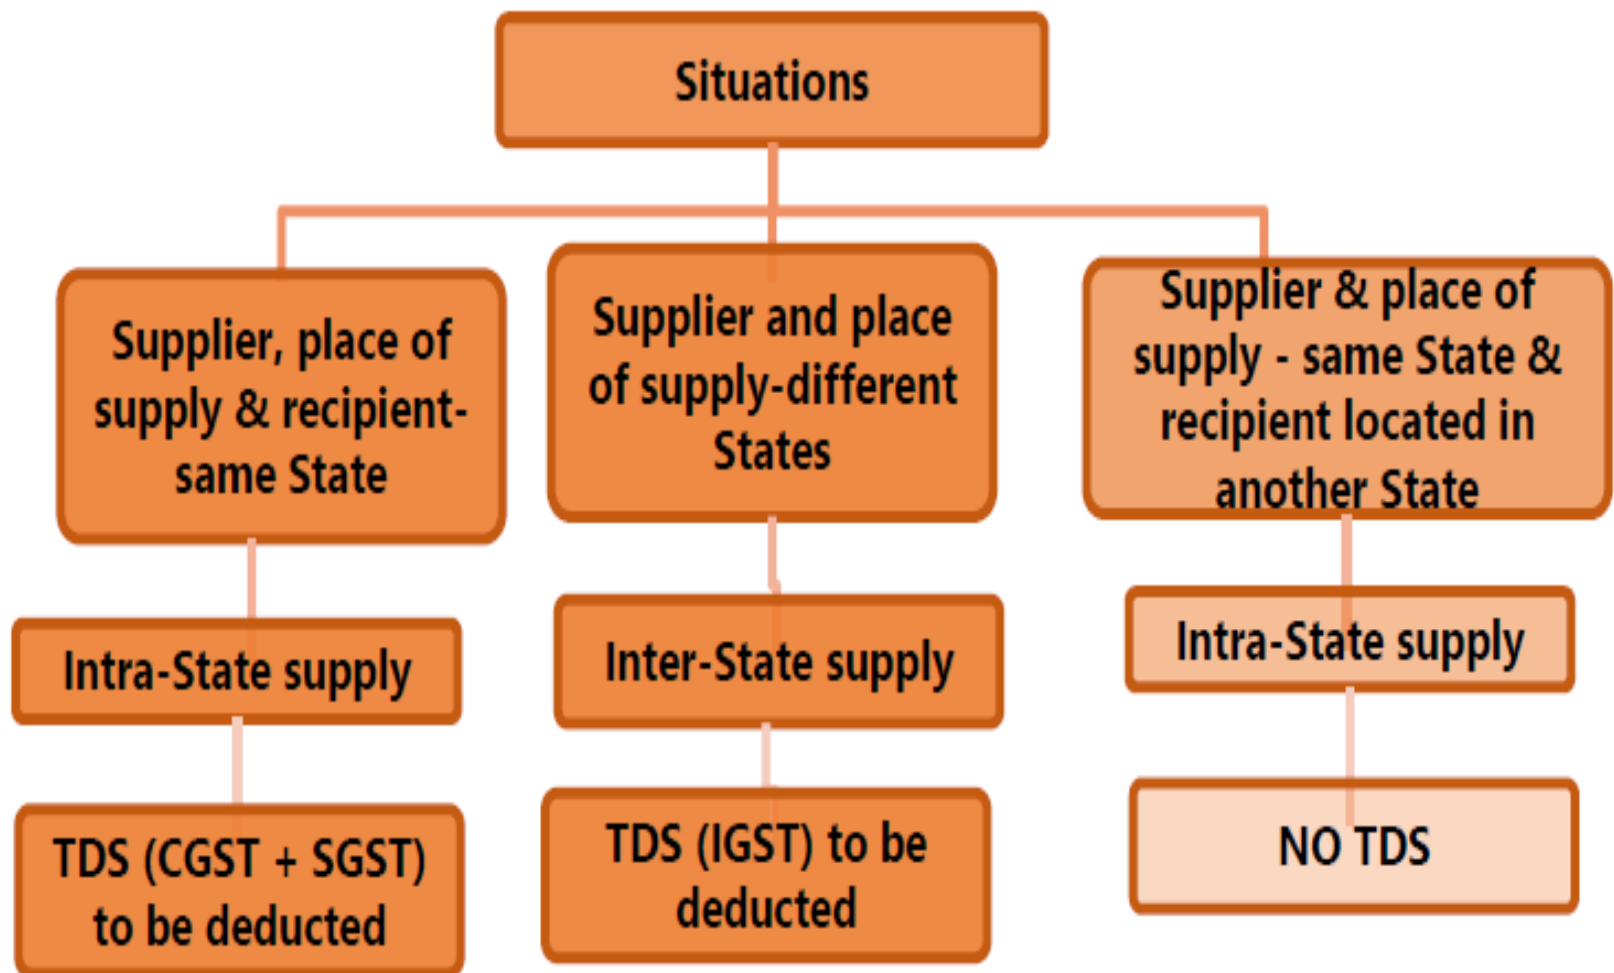 Situations
Supplier, place of
supply & recipient-
same State
Supplier and place
of supply-different
States
Supplier & place of
supply - same State &
recipient located in
another State
Intra-State supply
Inter-State supply
Intra-State supply
TDS (CGST + SGST)
to be deducted
TDS (IGST) to be
deducted
NO TDS